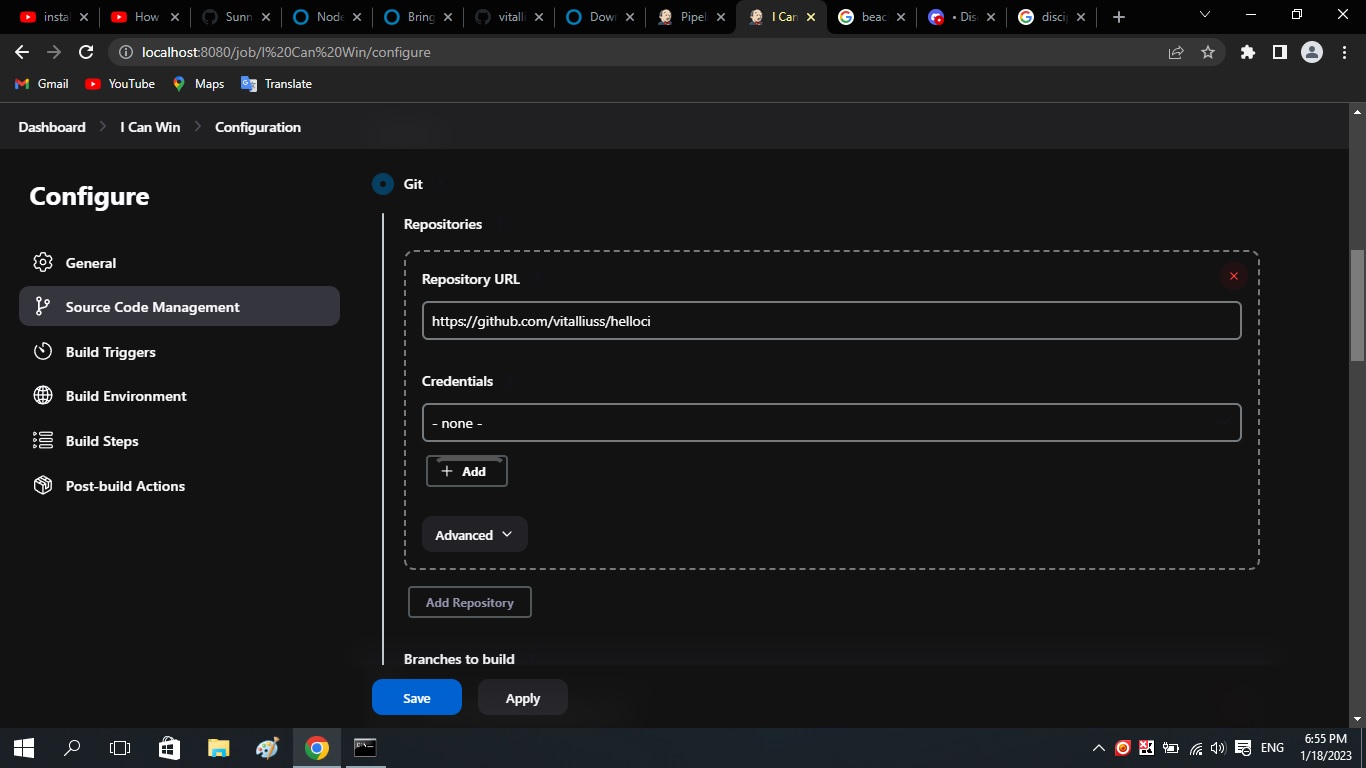 insta
How
Sunn
Node
Bring
vitalli
Dow
Pipel
I Can
beac
• Dis
disci
localhost:8080/job/I%20Can%20Win/configure
Gmail YouTube Maps Translate
Dashboard I Can Win Configuration
Configure
General
Source Code Management
Build Triggers
Build Environment
Build Steps
Post-build Actions
Git
Repositories
Repository URL
https://github.com/vitalliuss/helloci
Credentials
- none -
Add
Advanced
Add Repository
Branches to build
Save Apply
ENG
6:55 PM
1/18/2023